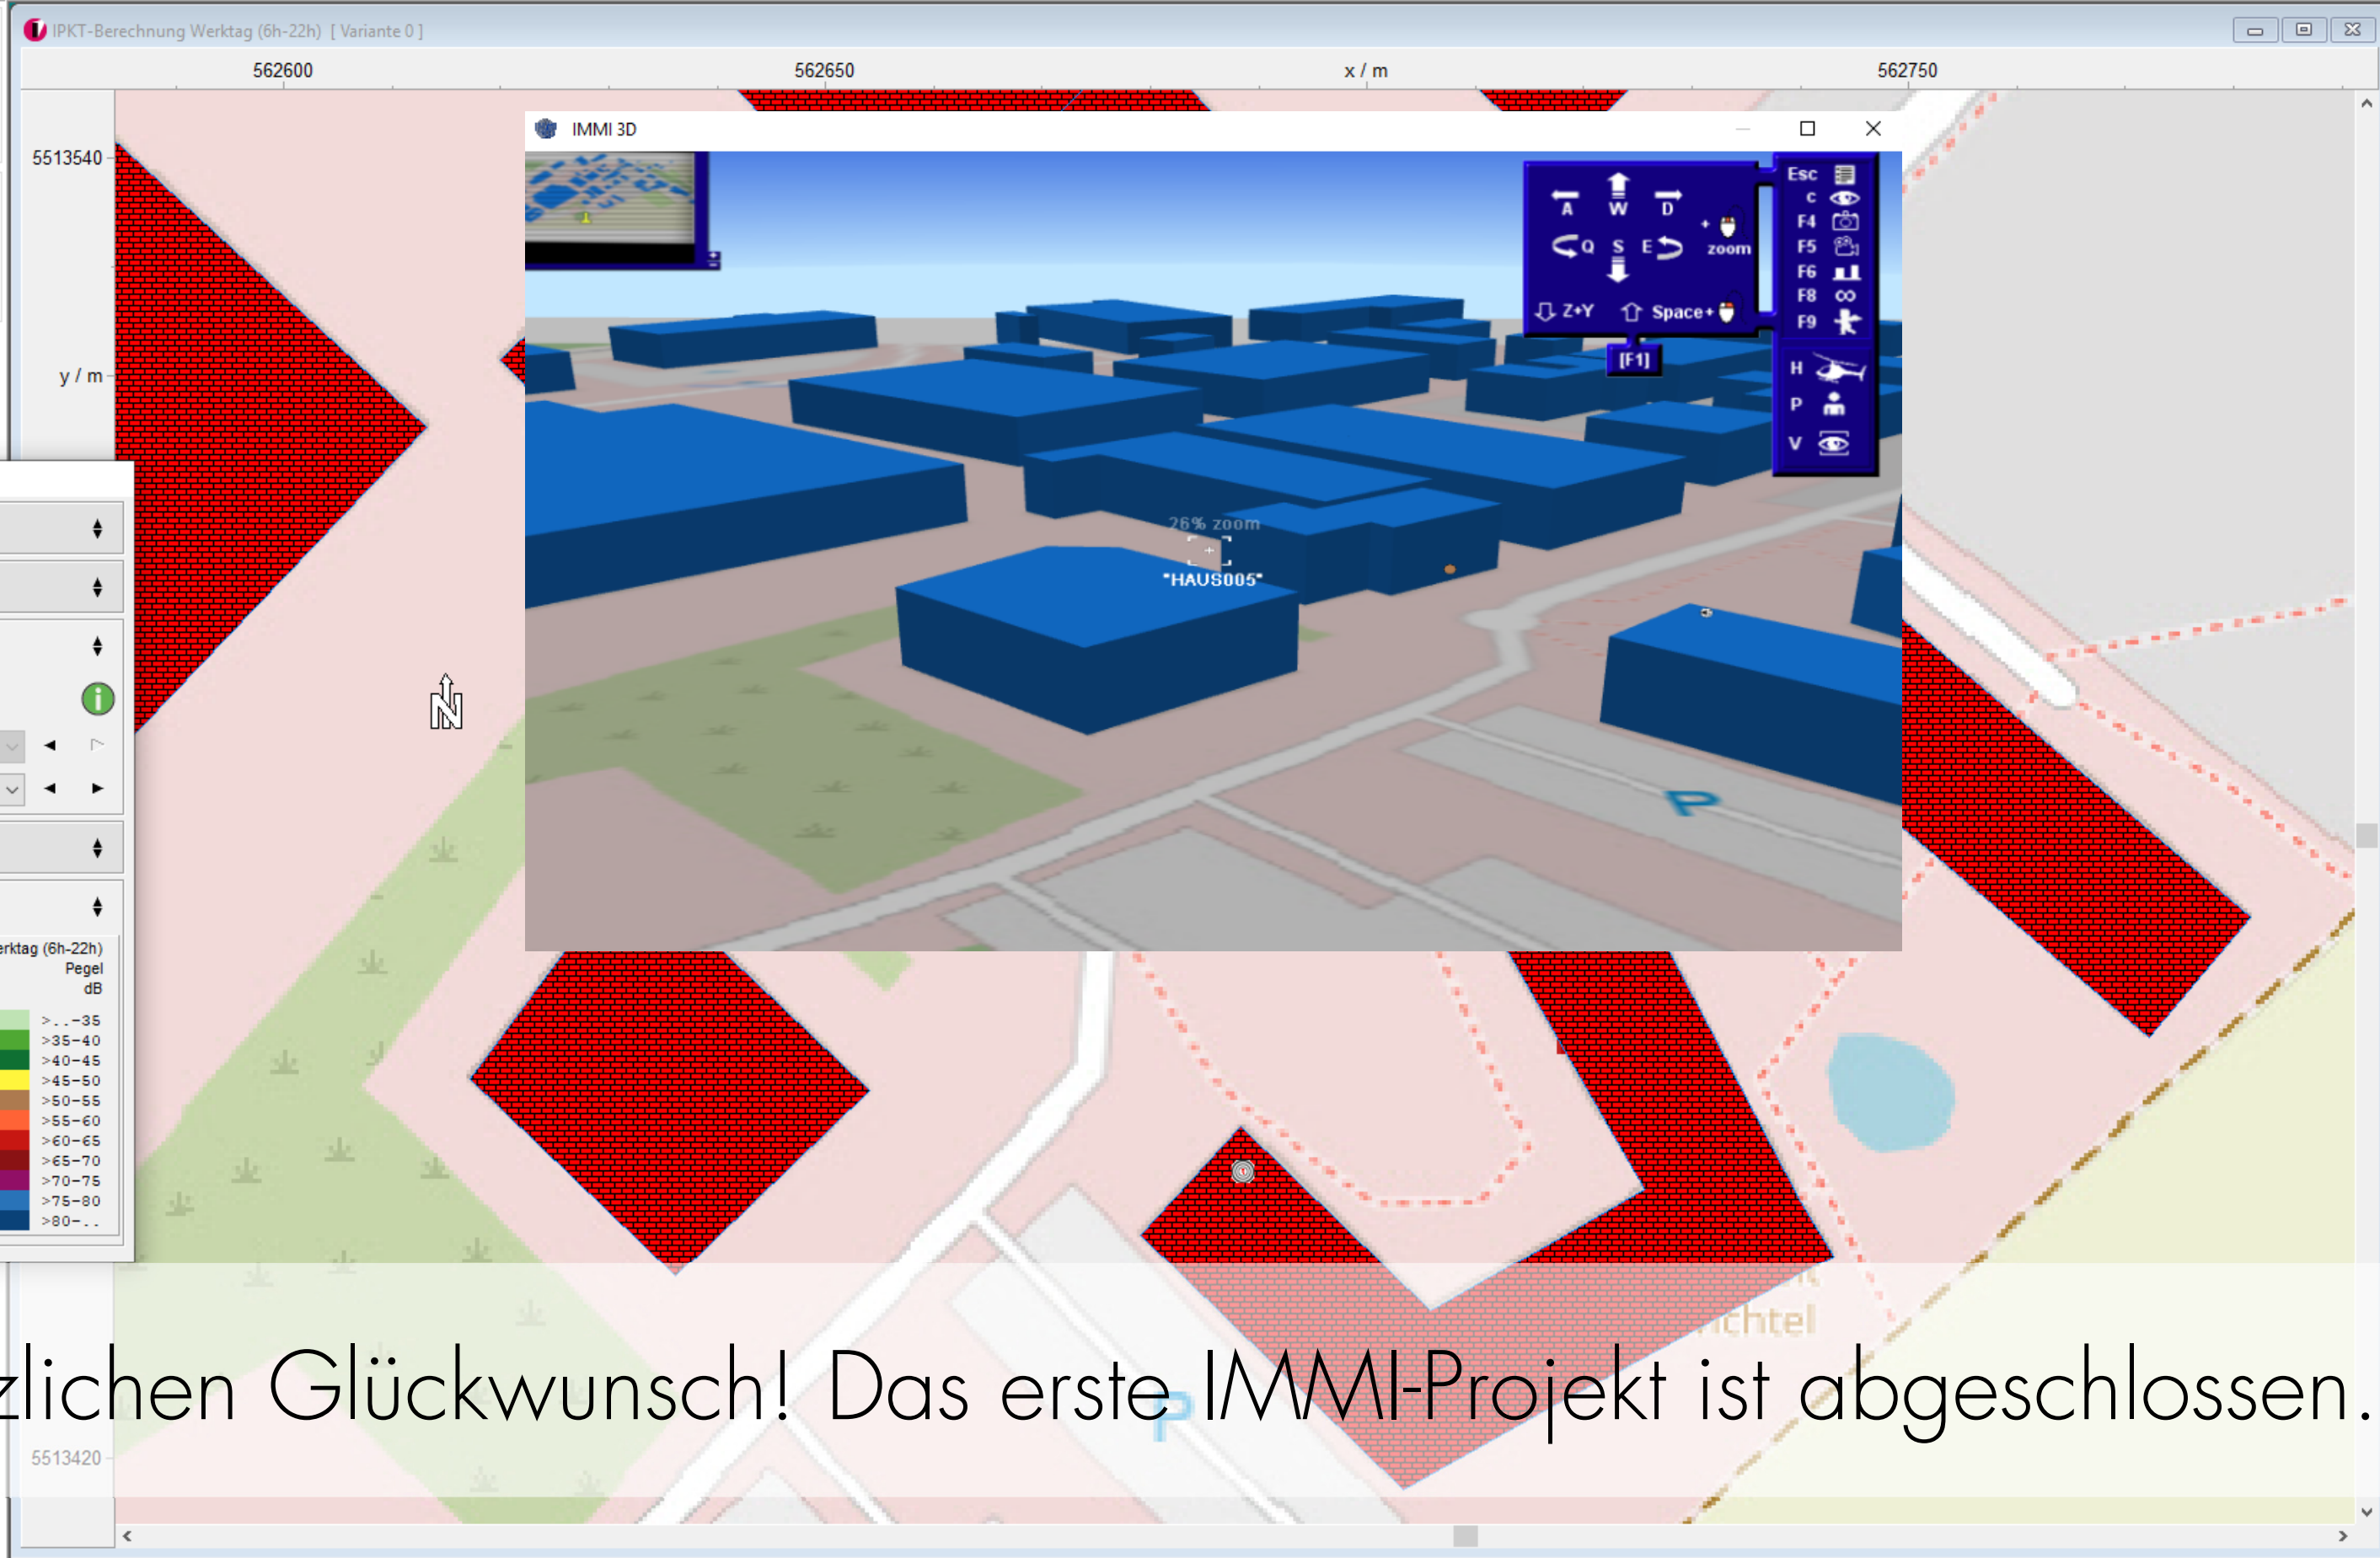 IPKT-Berechnung Werktag (6h-22h) [ Variante 0 ]
562600 562650 x / m 562750
5513540
y / m
IMMI 3D
A W D
+ zoom
Q S E
Z+Y Space+
[F1]
Esc
c
F4
F5
F6
F8
F9
H
P
V
26% zoom
"HAUS005"
P
N
(6h-22h)
Pegel
dB
>..-35
>35-40
>40-45
>45-50
>50-55
>55-60
>60-65
>65-70
>70-75
>75-80
>80-..
Glückwunsch! Das erste IMMI-Projekt ist abgeschlossen.
P
5513420